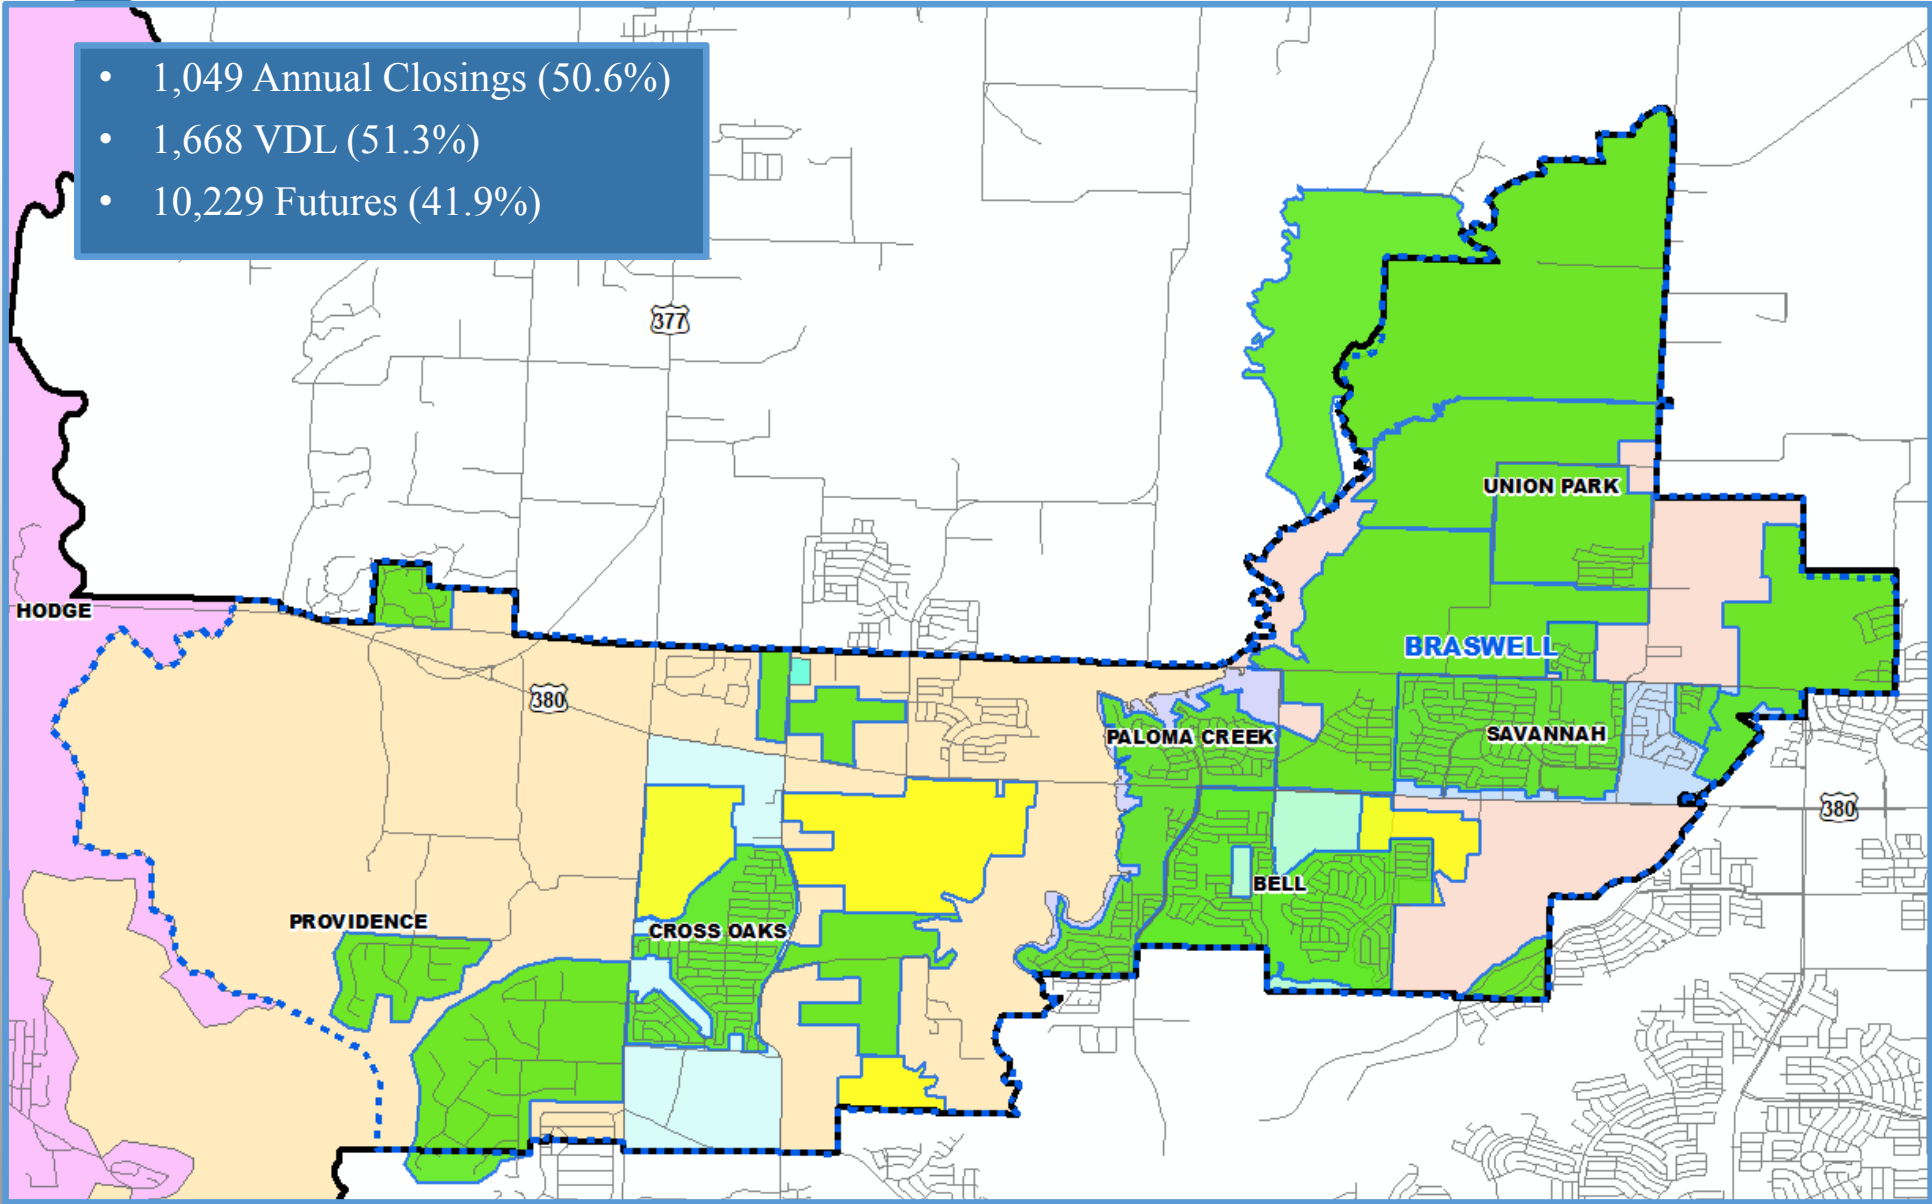 • 1,049 Annual Closings (50.6%)
• 1,668 VDL (51.3%)
• 10,229 Futures (41.9%)
377
UNION PARK
HODGE
BRASWELL
380
PALOMA CREEK
SAVANNAH
380
BELL
PROVIDENCE
CROSS OAKS